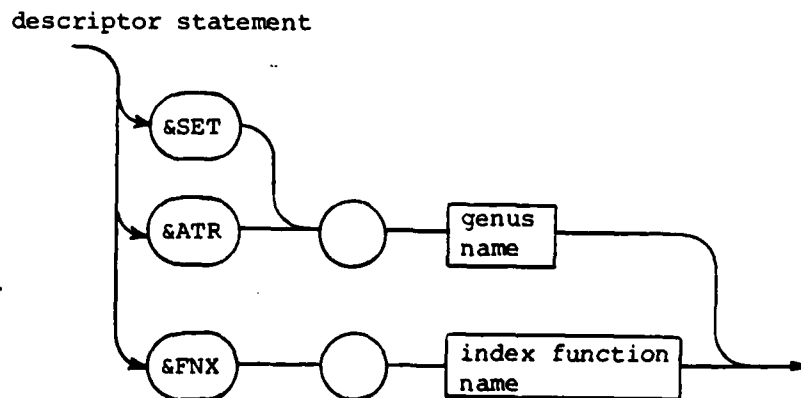 descriptor statement
&SET
&ATR
genus
name
&FNX
index function
name